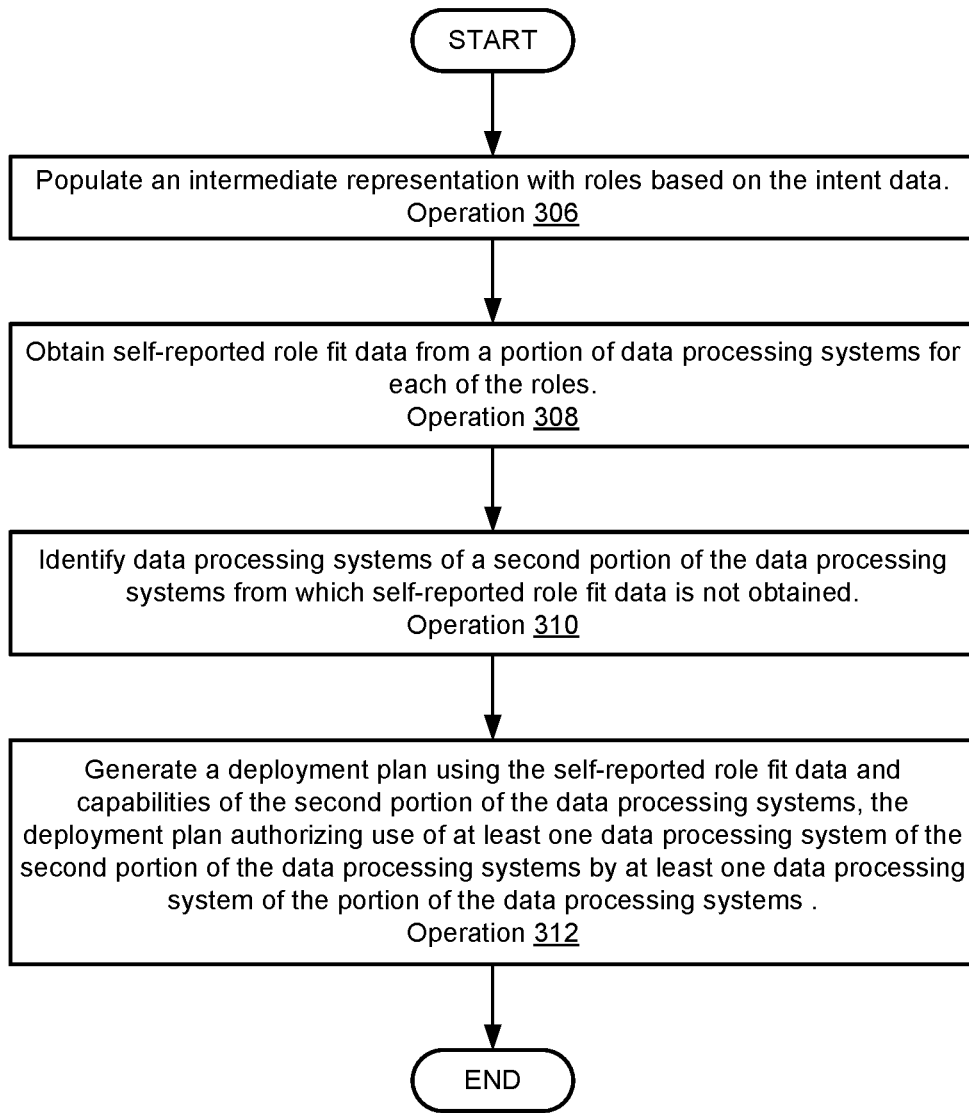 START
Populate an intermediate representation with roles based on the intent data.
Operation 306
Obtain self-reported role fit data from a portion of data processing systems for
each of the roles.
Operation 308
Identify data processing systems of a second portion of the data processing
systems from which self-reported role fit data is not obtained.
Operation 310
Generate a deployment plan using the self-reported role fit data and
capabilities of the second portion of the data processing systems, the
deployment plan authorizing use of at least one data processing system of the
second portion of the data processing systems by at least one data processing
system of the portion of the data processing systems .
Operation 312
END